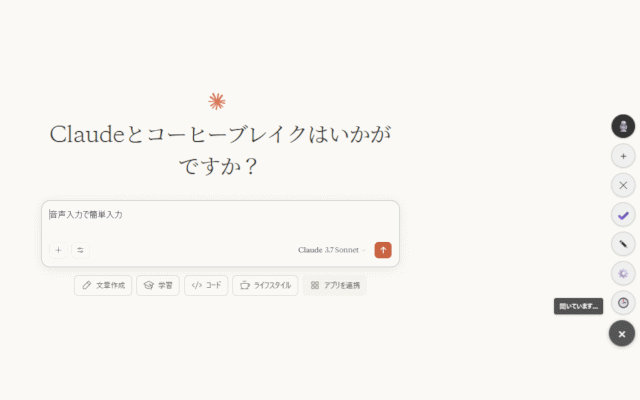 Claudeとコーヒーブレイクはいかが
ですか？
音声入力で簡単入力
Claude 3.7 Sonnet
文章作成
学習
コード
ライフスタイル
アプリを連携
聞いています...